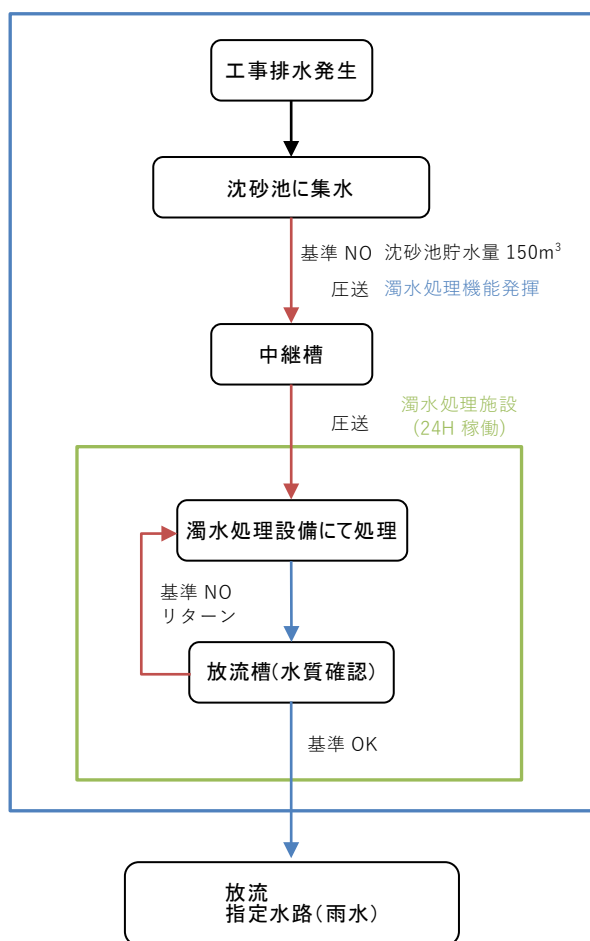 工事排水発生
沈砂池に集水
基準 NO 沈砂池貯水量 150m³
圧送 濁水処理機能発揮
中継槽
濁水処理施設
(24H 稼働)
圧送
濁水処理設備にて処理
基準 NO
リターン
放流槽(水質確認)
基準 OK
放流
指定水路(雨水)